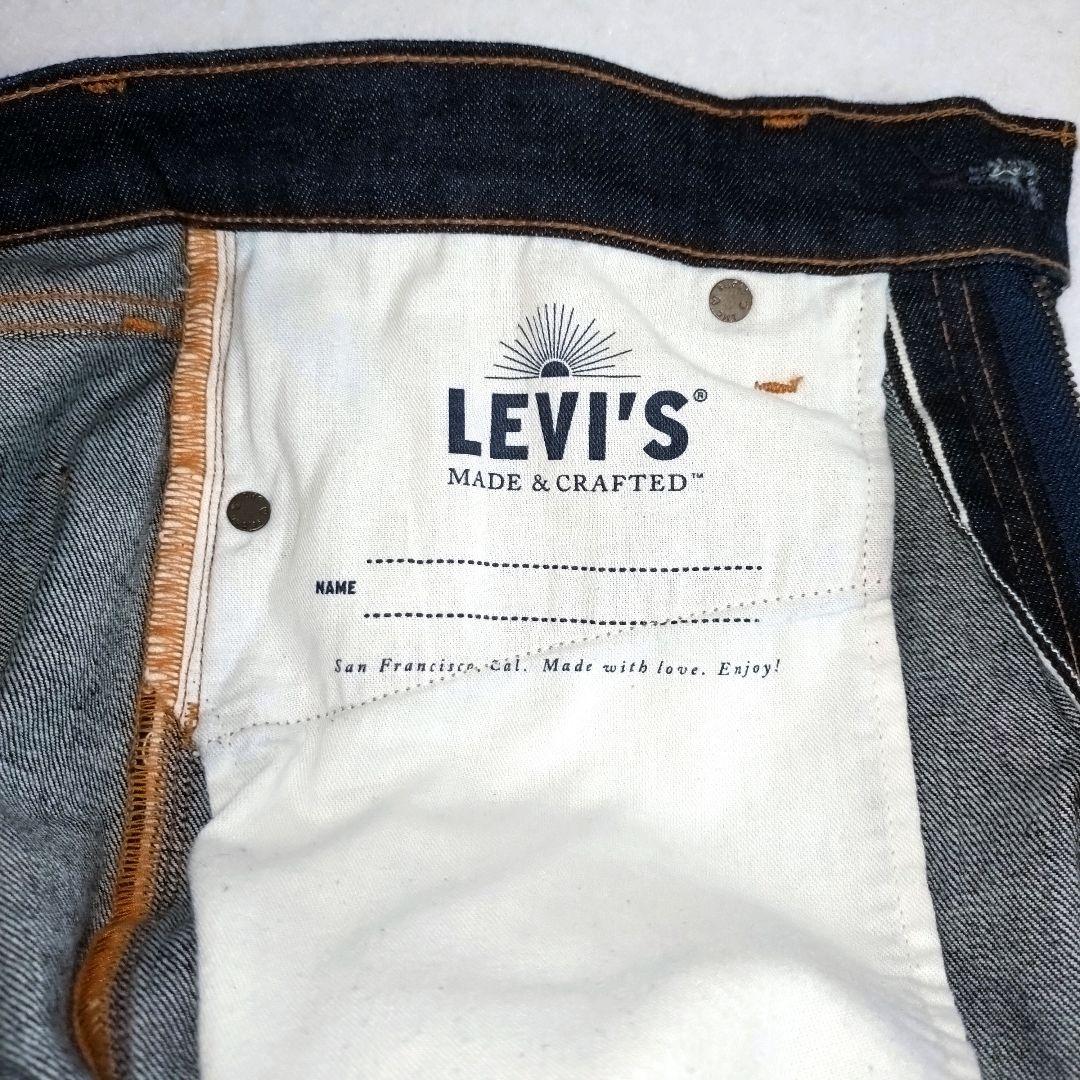 LEVI'S®
MADE & CRAFTED™
NAME
San Francisco, Cal. Made with love. Enjoy!